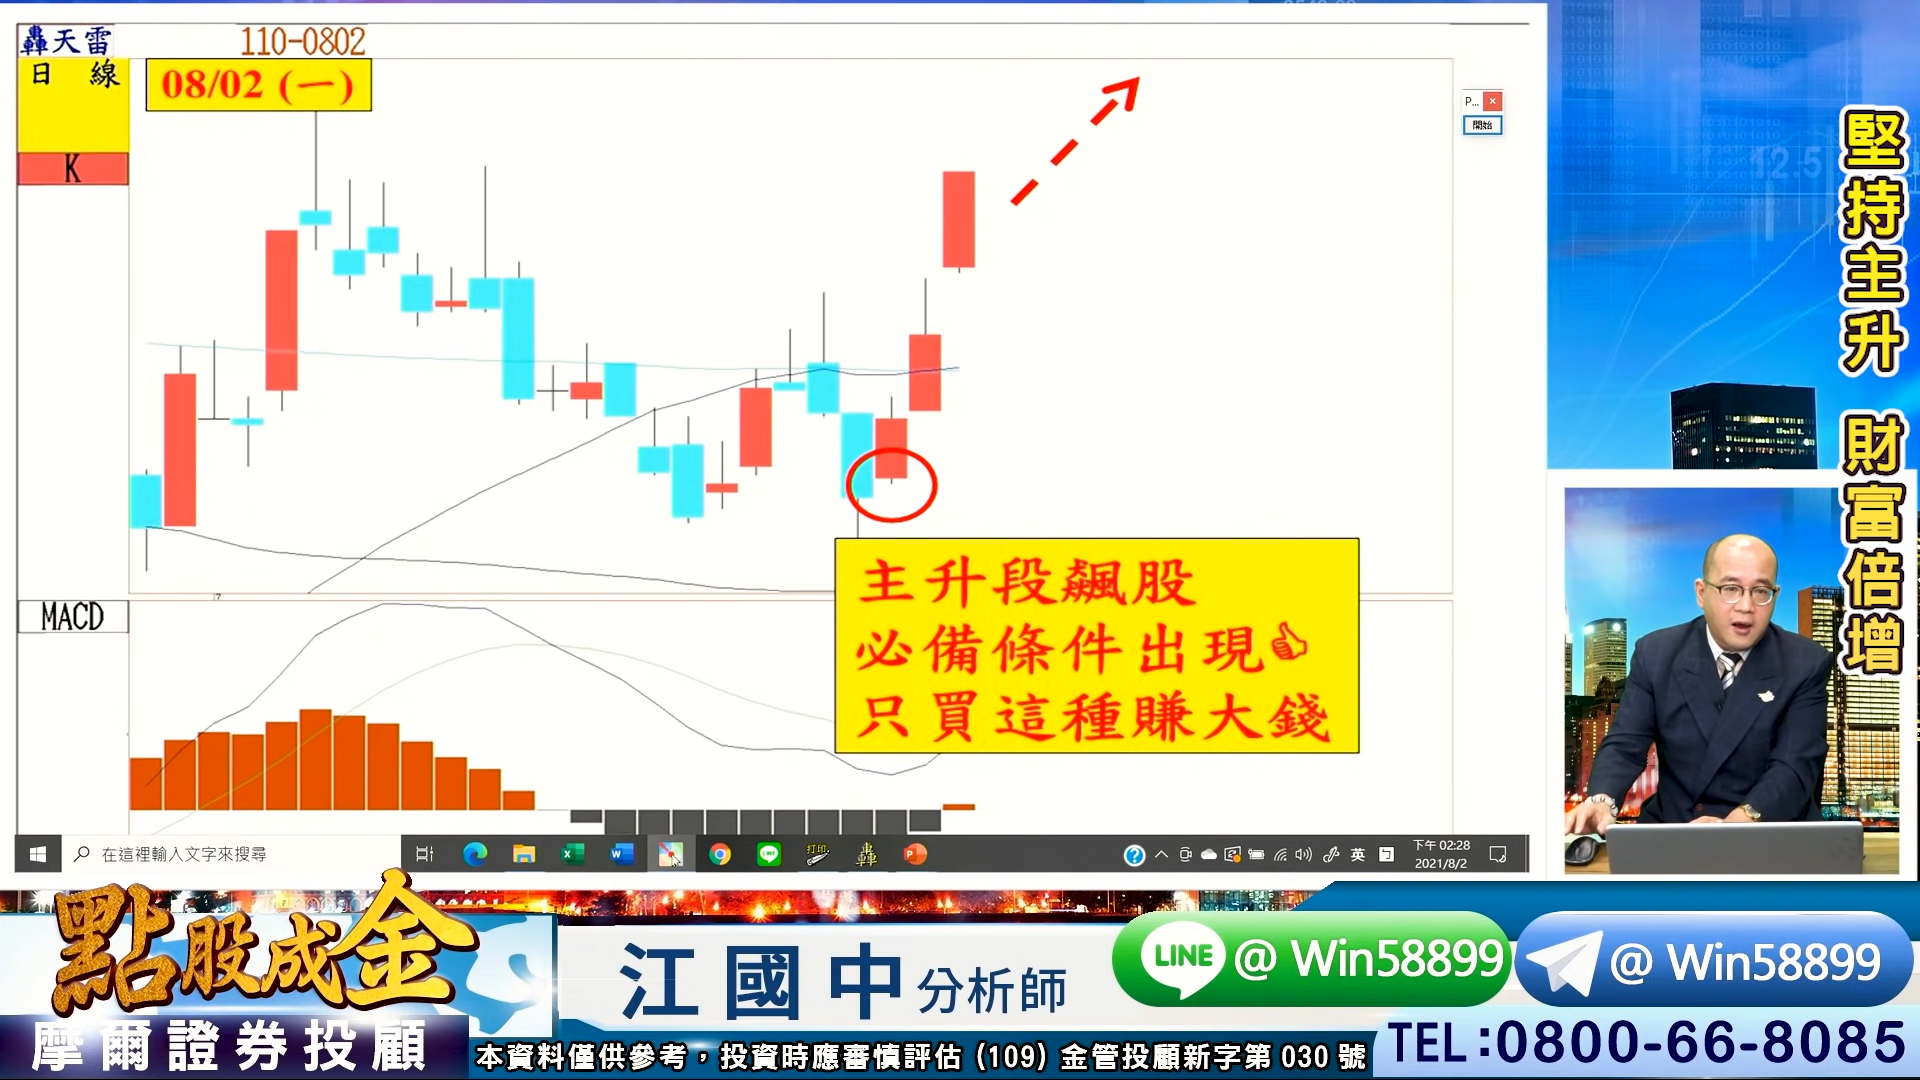 轟天雷
110-0802
日 線
08/02 (一)
K
P...
開始
MACD
主升段飆股
必備條件出現
只買這種賺大錢
堅持主升 財富倍增
在這裡輸入文字來搜尋
英
下午 02:28
2021/8/2
點股成金
摩爾證券投顧
江國中 分析師
LINE @ Win58899
@ Win58899
TEL:0800-66-8085
本資料僅供參考，投資時應審慎評估 (109) 金管投顧新字第 030 號